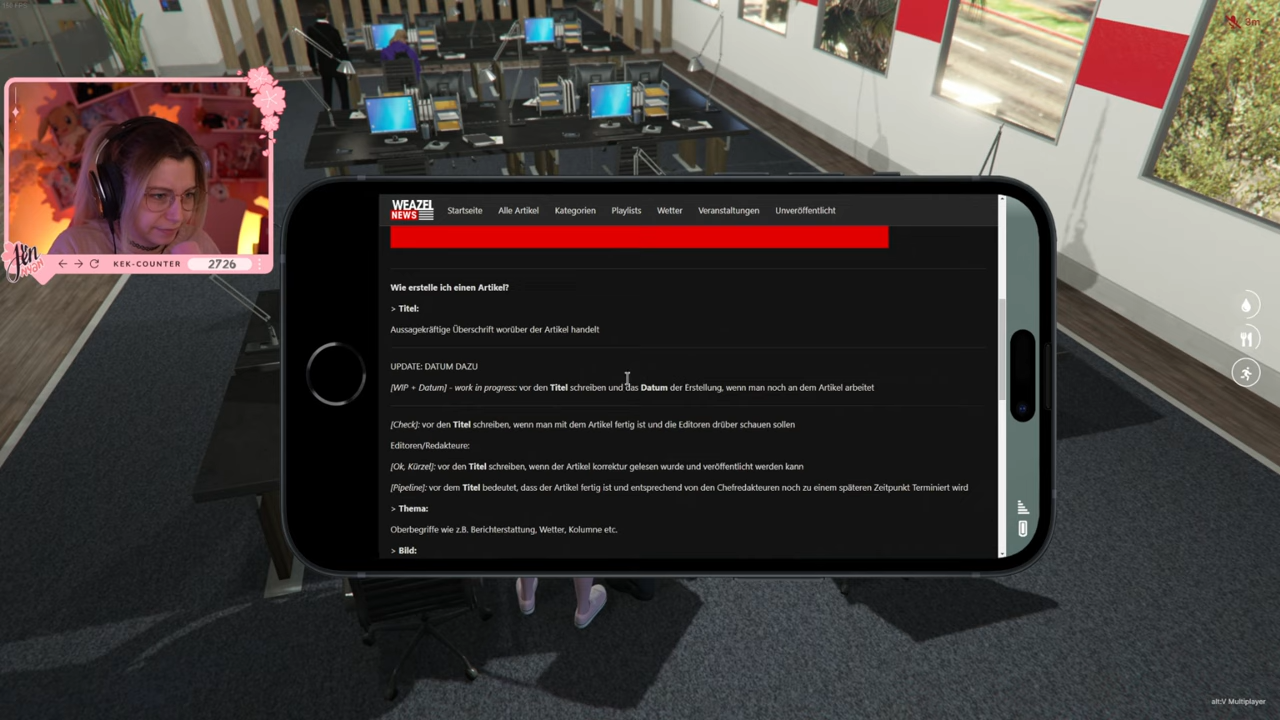 3m
WEAZEL
NEWS
Startseite Alle Artikel Kategorien Playlists Wetter Veranstaltungen Unveröffentlicht
Wie erstelle ich einen Artikel?
> Titel:
Aussagekräftige Überschrift worüber der Artikel handelt
UPDATE: DATUM DAZU
[WIP + Datum] - work in progress: vor den Titel schreiben und das Datum der Erstellung, wenn man noch an dem Artikel arbeitet
[Check]: vor den Titel schreiben, wenn man mit dem Artikel fertig ist und die Editoren drüber schauen sollen
Editoren/Redakteure:
[Ok, Kürzel]: vor den Titel schreiben, wenn der Artikel korrektur gelesen wurde und veröffentlicht werden kann
[Pipeline]: vor dem Titel bedeutet, dass der Artikel fertig ist und entsprechend von den Chefredakteuren noch zu einem späteren Zeitpunkt Terminiert wird
> Thema:
Oberbegriffe wie z.B. Berichterstattung, Wetter, Kolumne etc.
> Bild:
Jen
nyan
KEK-COUNTER 2726
alt:V Multiplayer